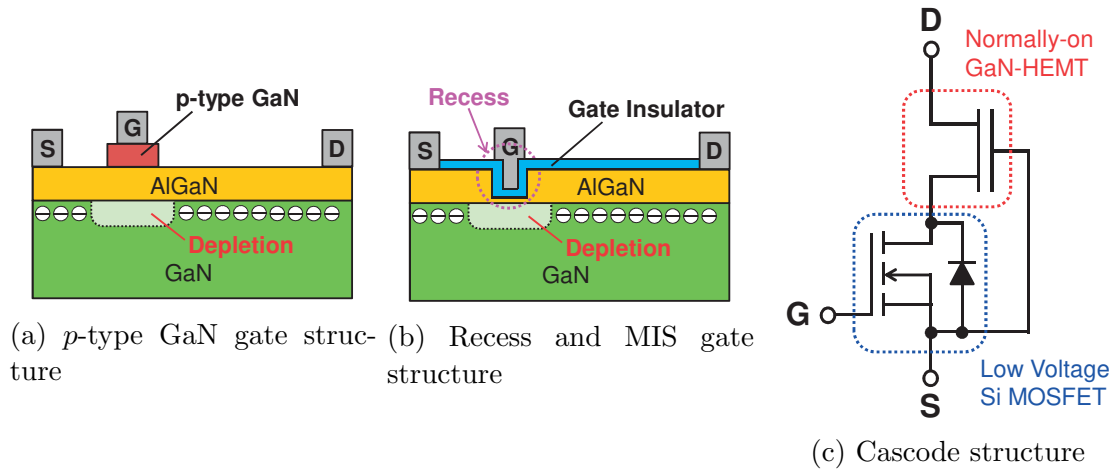 p-type GaN
G
S
D
AlGaN
Depletion
GaN
(a) p-type GaN gate struc-
ture
Recess
Gate Insulator
S
G
D
AlGaN
Depletion
GaN
(b) Recess and MIS gate
structure
D
Normally-on
GaN-HEMT
G
Low Voltage
Si MOSFET
S
(c) Cascode structure